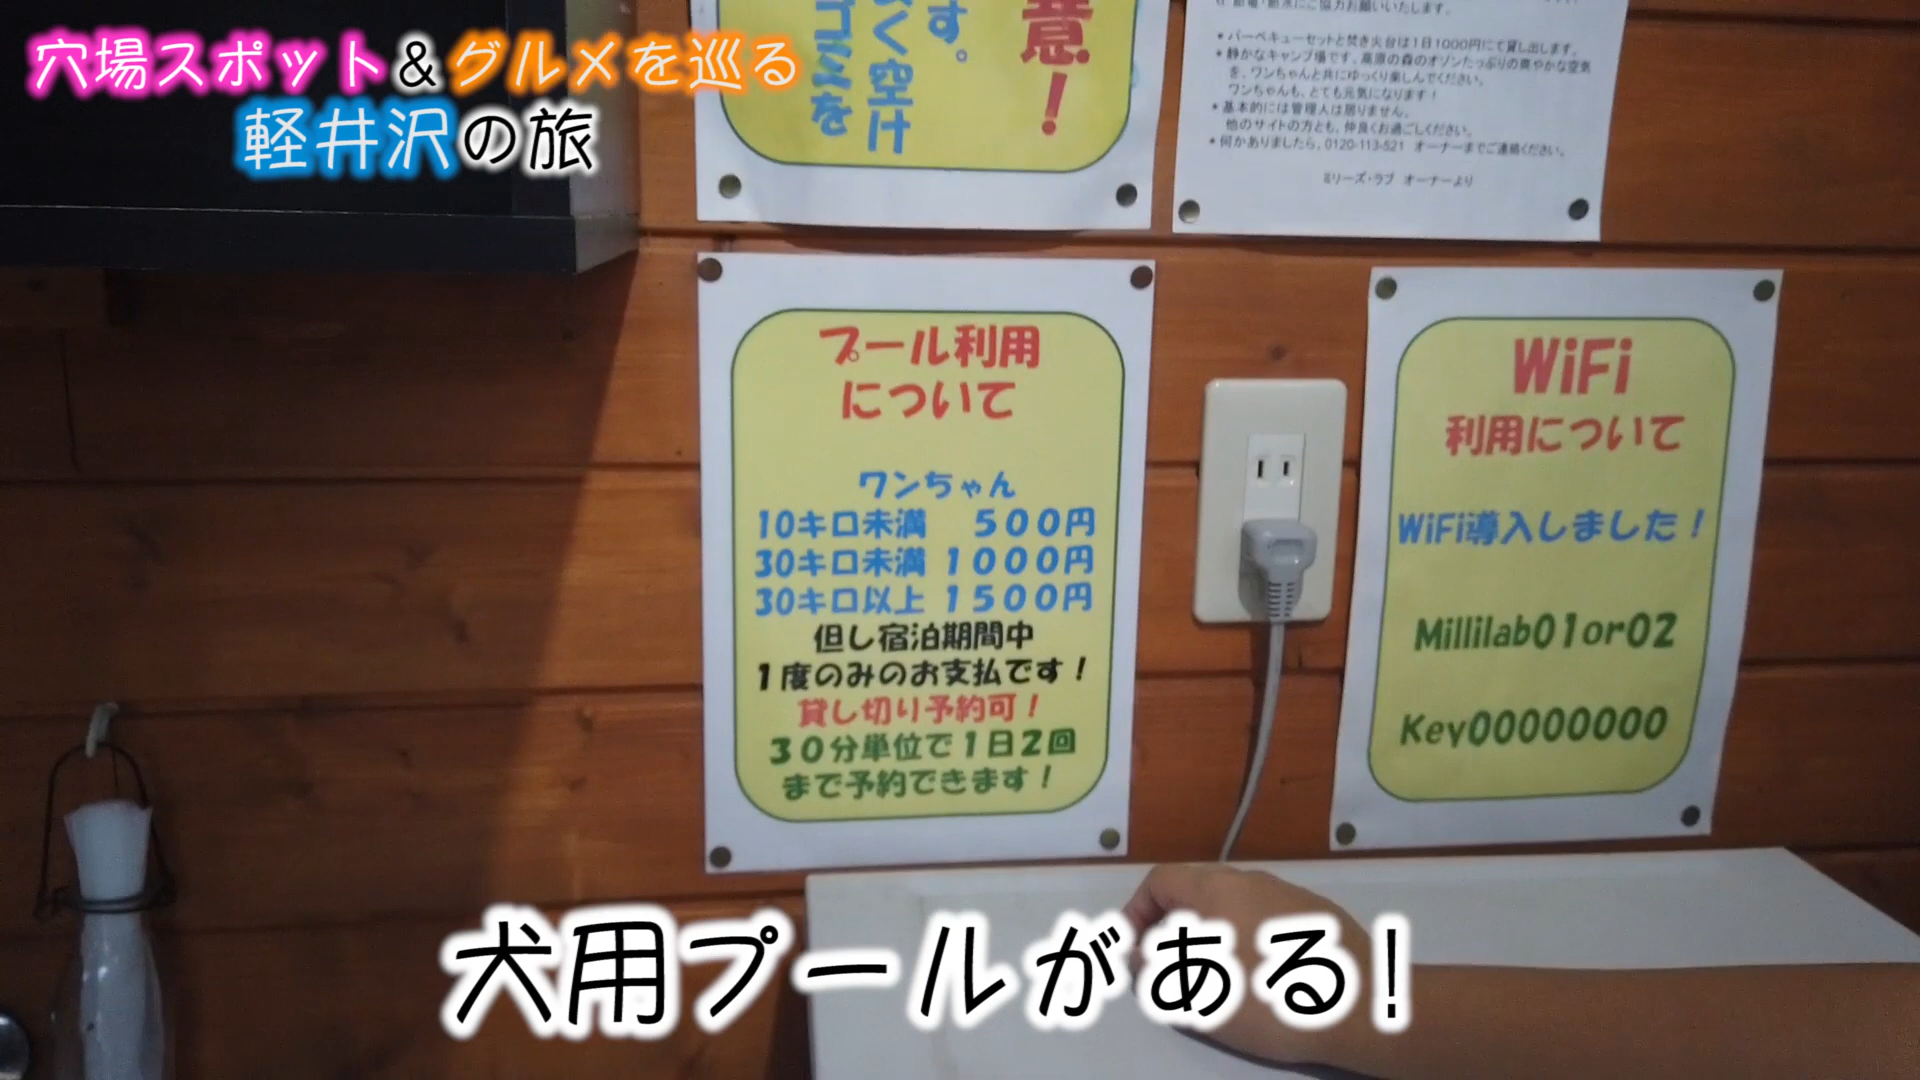 穴場スポット&グルメを巡る
軽井沢の旅
意!
す。
く空け
ゴミを
* バーベキューセットと焚き火台は1日1000円にて貸し出します。
* 静かなキャンプ場です。高原の森のオゾンたっぷりの爽やかな空気
を、ワンちゃんと共にゆっくり楽しんでください。
ワンちゃんも、とても元気になります!
* 基本的には管理人は居りません。
他のサイトの方とも、仲良くお過ごしください。
* 何かありましたら、0120-113-521 オーナーまでご連絡ください。
ミリーズ・ラブ オーナーより
プール利用
について
ワンちゃん
10キロ未満 500円
30キロ未満 1000円
30キロ以上 1500円
但し宿泊期間中
1度のみのお支払です!
貸し切り予約可!
30分単位で1日2回
まで予約できます!
WiFi
利用について
WiFi導入しました!
Millilab01or02
Key00000000
犬用プールがある!